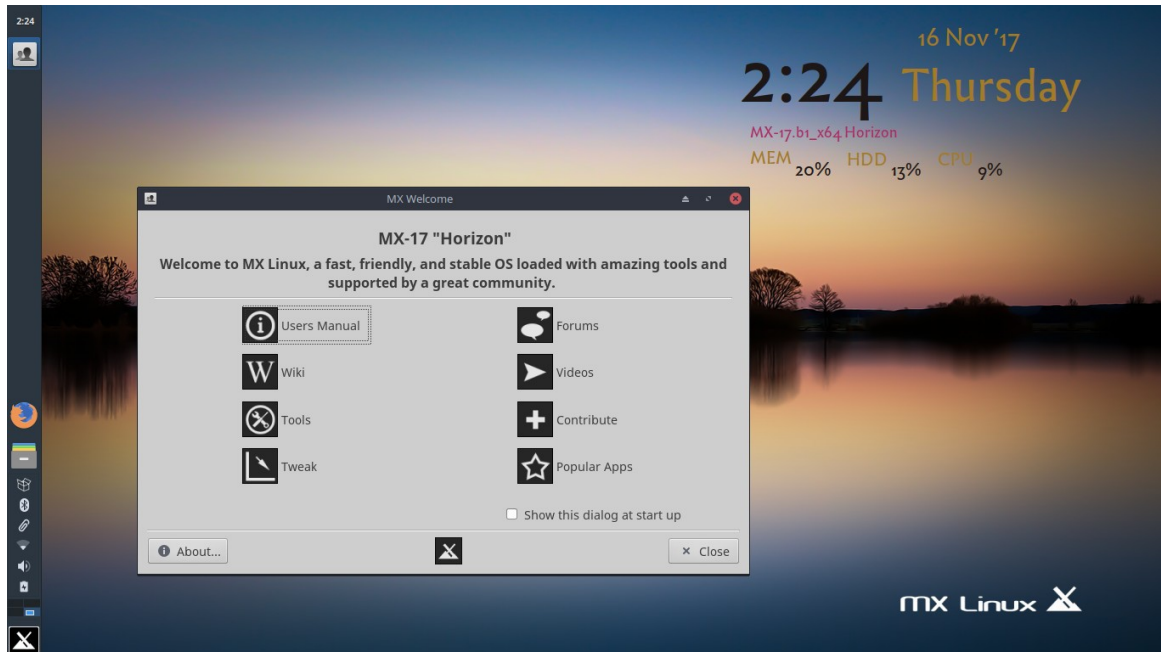 2:24
16 Nov '17
2:24 Thursday
MX-17.b1_x64 Horizon
MEM 20% HDD 13% CPU 9%
MX Welcome
MX-17 "Horizon"
Welcome to MX Linux, a fast, friendly, and stable OS loaded with amazing tools and
supported by a great community.
Users Manual
Forums
W Wiki
Videos
Tools
Contribute
Tweak
Popular Apps
Show this dialog at start up
About...
Close
mx Linux